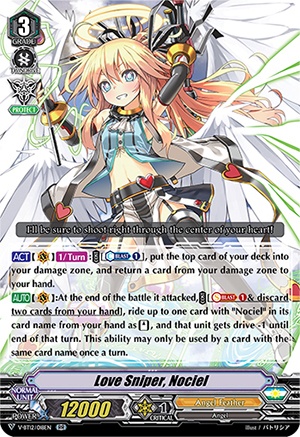 3
GRADE
PROTECT
I'll be sure to shoot right through the center of your heart!
ACT [1/Turn] [BLAST 1], put the top card of your deck into
your damage zone, and return a card from your damage zone to
your hand.
AUTO :At the end of the battle it attacked, [BLAST 1 & discard
two cards from your hand], ride up to one card with "Nociel" in its
card name from your hand as [ ], and that unit gets drive -1 until
end of that turn. This ability may only be used by a card with the
same card name once a turn.
Love Sniper, Nociel
NORMAL
UNIT
Angel Feather
Angel
POWER
12000
1
CRITICAL
V-BT12/018EN RR
Illust / パトリシア